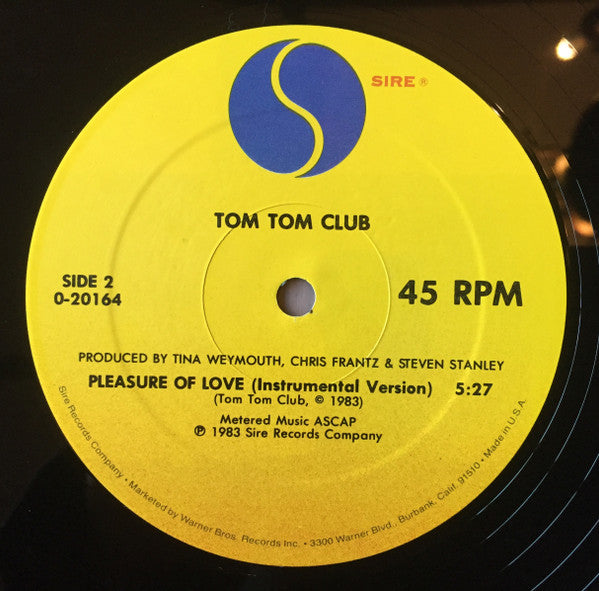 SIRE ®
TOM TOM CLUB
SIDE 2
0-20164
45 RPM
PRODUCED BY TINA WEYMOUTH, CHRIS FRANTZ & STEVEN STANLEY
PLEASURE OF LOVE (Instrumental Version) 5:27
(Tom Tom Club, © 1983)
Metered Music ASCAP
℗ 1983 Sire Records Company
Sire Records Company • Marketed by Warner Bros. Records Inc. • 3300 Warner Blvd., Burbank, Calif. 91510 • Made in U.S.A.